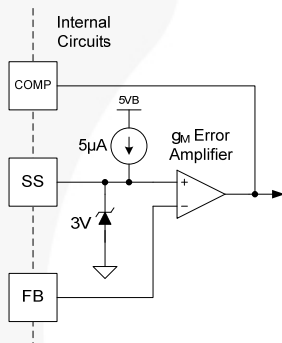 Internal
Circuits
COMP
5VB
5µA
gM Error
Amplifier
SS
+
3V
−
FB